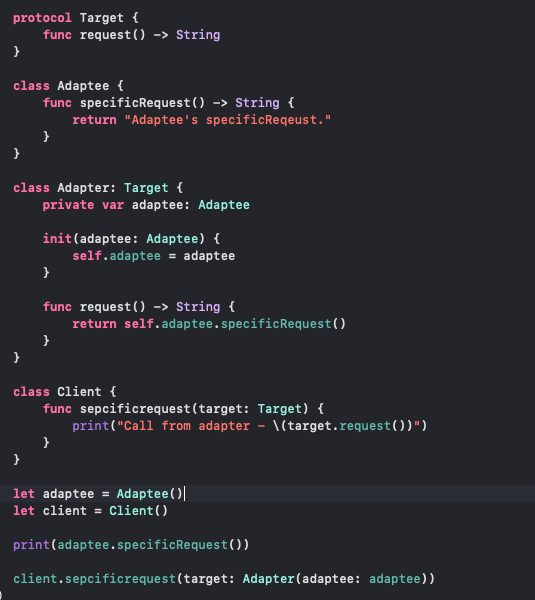 protocol Target {
    func request() -> String
}

class Adaptee {
    func specificRequest() -> String {
        return "Adaptee's specificReqeust."
    }
}

class Adapter: Target {
    private var adaptee: Adaptee

    init(adaptee: Adaptee) {
        self.adaptee = adaptee
    }

    func request() -> String {
        return self.adaptee.specificRequest()
    }
}

class Client {
    func sepcificrequest(target: Target) {
        print("Call from adapter - \(target.request())")
    }
}

let adaptee = Adaptee()
let client = Client()

print(adaptee.specificRequest())

client.sepcificrequest(target: Adapter(adaptee: adaptee))